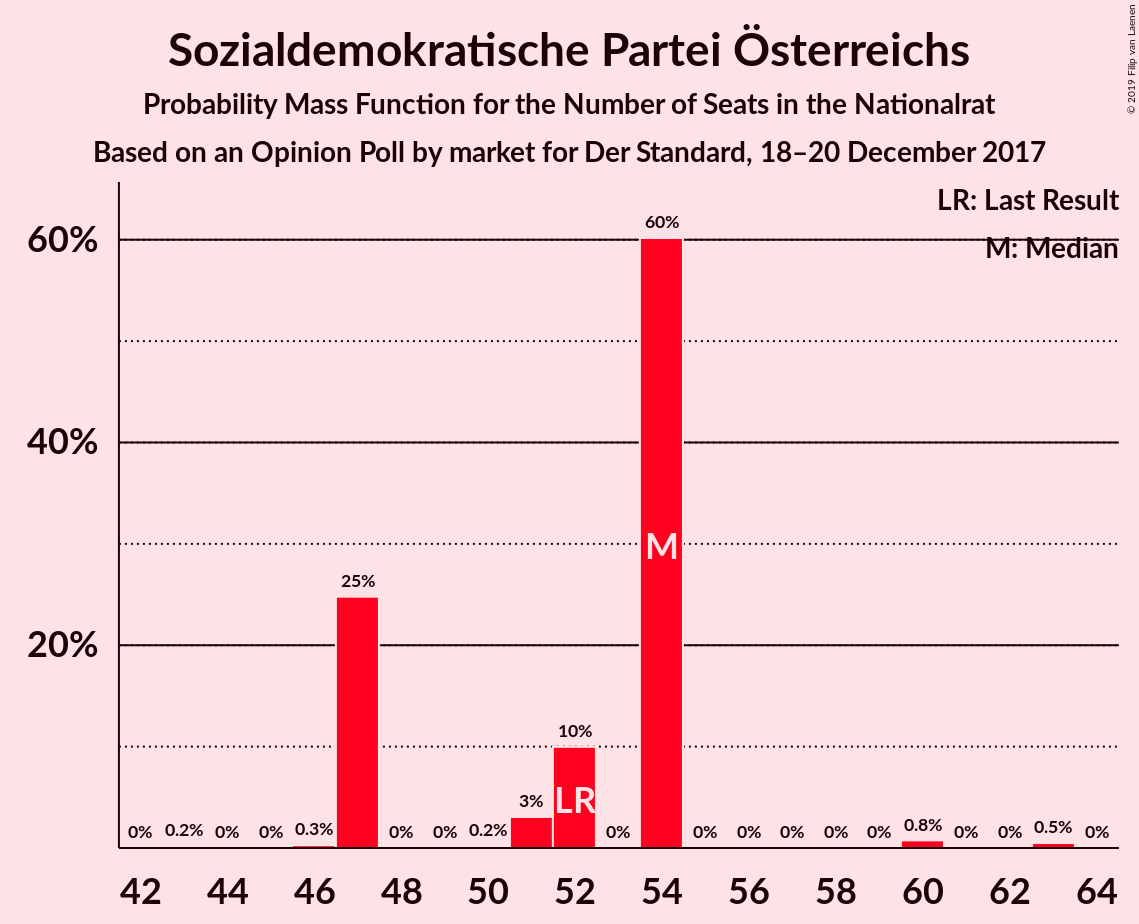 Sozialdemokratische Partei Österreichs
Probability Mass Function for the Number of Seats in the Nationalrat
Based on an Opinion Poll by market for Der Standard, 18–20 December 2017
© 2019 Filip van Laenen
LR: Last Result
M: Median
60%
40%
20%
0% 0.2% 0% 0% 0.3% 25% 0% 0% 0.2% 3% 10% 0% 60% 0% 0% 0% 0% 0% 0.8% 0% 0% 0.5% 0%
M
LR
42 44 46 48 50 52 54 56 58 60 62 64